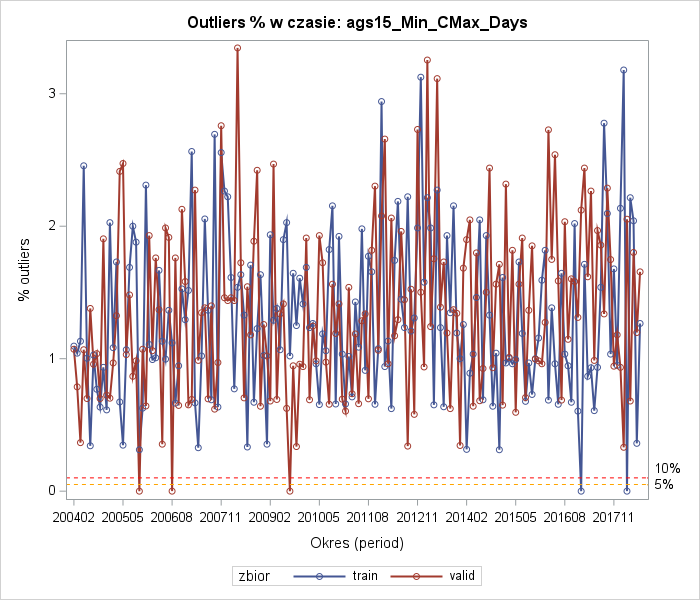 Outliers % w czasie: ags15_Min_CMax_Days
% outliers
3
2
1
0
10%
5%
200402 200505 200608 200711 200902 201005 201108 201211 201402 201505 201608 201711
Okres (period)
zbior train valid